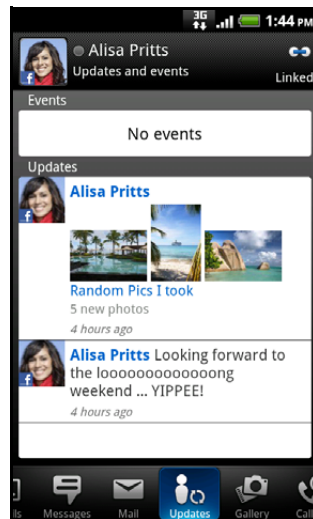 3G 1:44 PM
Alisa Pritts
Updates and events
Linked
Events
No events
Updates
Alisa Pritts
Random Pics I took
5 new photos
4 hours ago
Alisa Pritts Looking forward to
the looooooooooooong
weekend ... YIPPEE!
4 hours ago
Messages Mail Updates Gallery